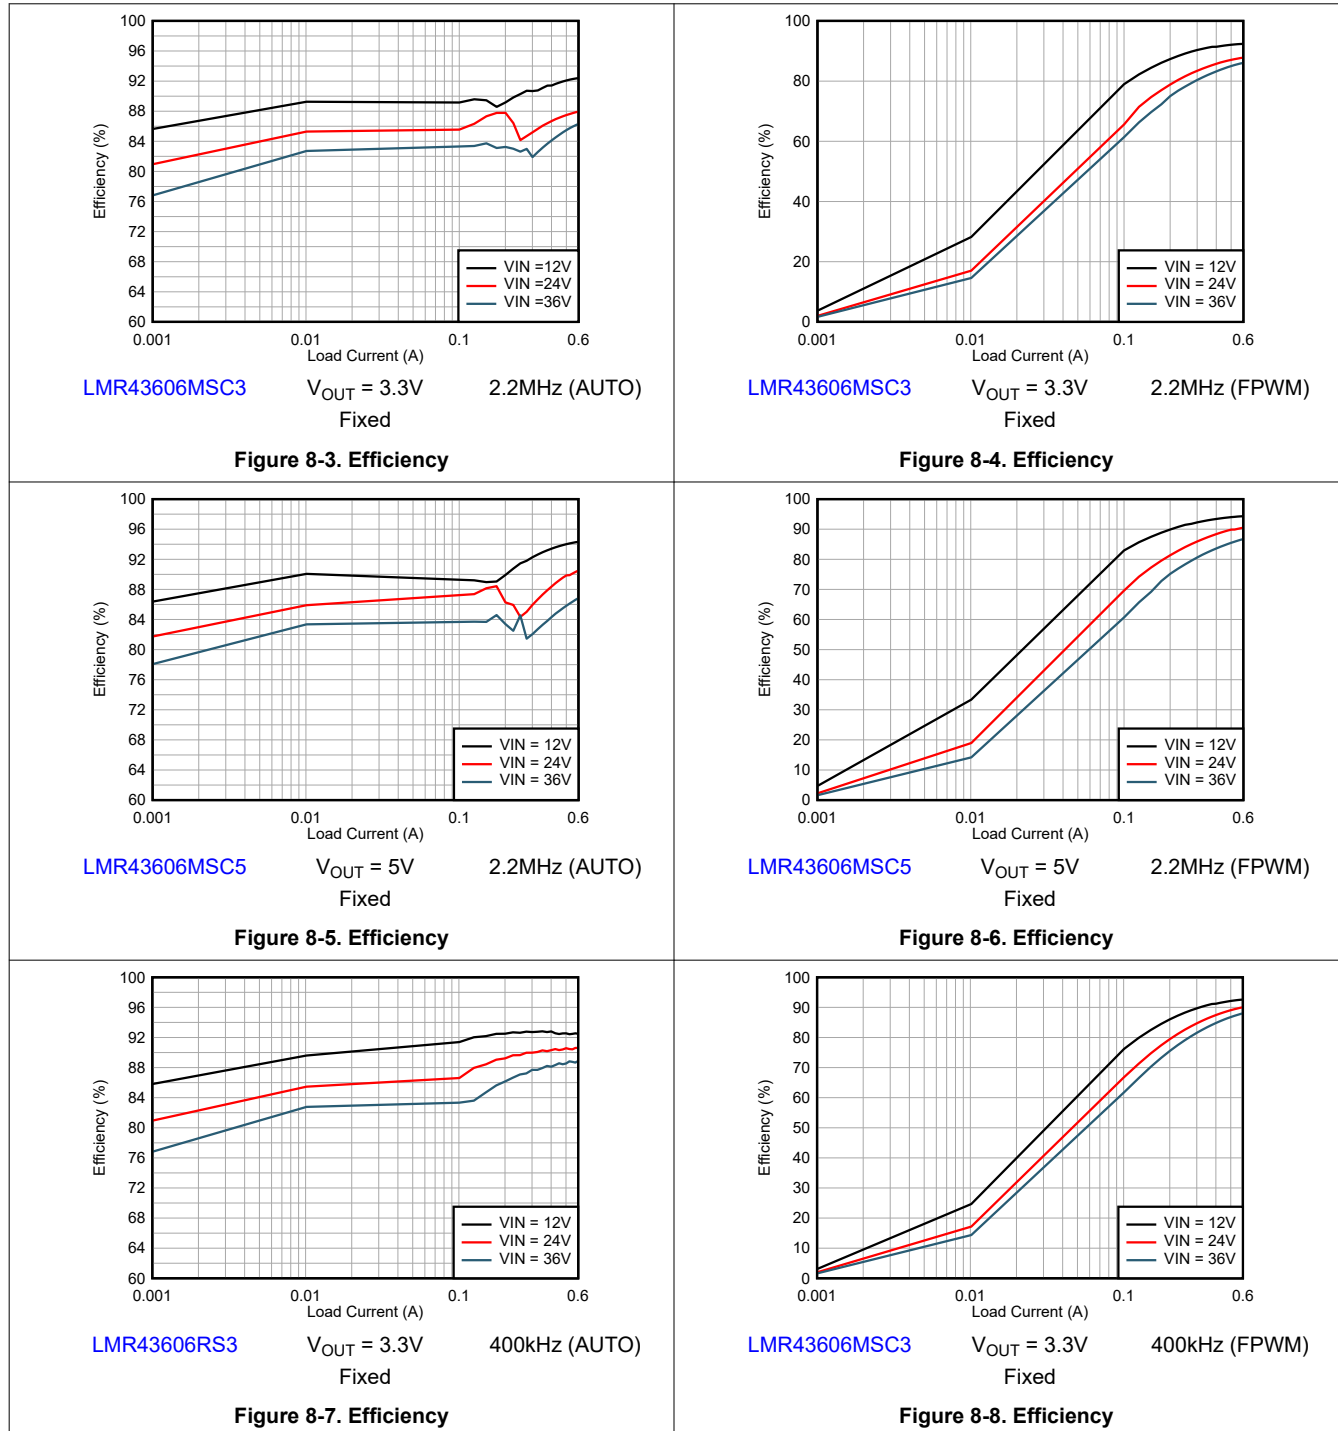 100
96
92
88
84
80
76
72
68
64
60
Efficiency (%)
VIN =12V
VIN =24V
VIN =36V
0.001 0.01 0.1 0.6
Load Current (A)
LMR43606MSC3 VOUT = 3.3V 2.2MHz (AUTO)
Fixed
Figure 8-3. Efficiency
100
80
60
40
20
0
Efficiency (%)
VIN = 12V
VIN = 24V
VIN = 36V
0.001 0.01 0.1 0.6
Load Current (A)
LMR43606MSC3 VOUT = 3.3V 2.2MHz (FPWM)
Fixed
Figure 8-4. Efficiency
100
96
92
88
84
80
76
72
68
64
60
Efficiency (%)
VIN = 12V
VIN = 24V
VIN = 36V
0.001 0.01 0.1 0.6
Load Current (A)
LMR43606MSC5 VOUT = 5V 2.2MHz (AUTO)
Fixed
Figure 8-5. Efficiency
100
90
80
70
60
50
40
30
20
10
0
Efficiency (%)
VIN = 12V
VIN = 24V
VIN = 36V
0.001 0.01 0.1 0.6
Load Current (A)
LMR43606MSC5 VOUT = 5V 2.2MHz (FPWM)
Fixed
Figure 8-6. Efficiency
100
96
92
88
84
80
76
72
68
64
60
Efficiency (%)
VIN = 12V
VIN = 24V
VIN = 36V
0.001 0.01 0.1 0.6
Load Current (A)
LMR43606RS3 VOUT = 3.3V 400kHz (AUTO)
Fixed
Figure 8-7. Efficiency
100
90
80
70
60
50
40
30
20
10
0
Efficiency (%)
VIN = 12V
VIN = 24V
VIN = 36V
0.001 0.01 0.1 0.6
Load Current (A)
LMR43606MSC3 VOUT = 3.3V 400kHz (FPWM)
Fixed
Figure 8-8. Efficiency